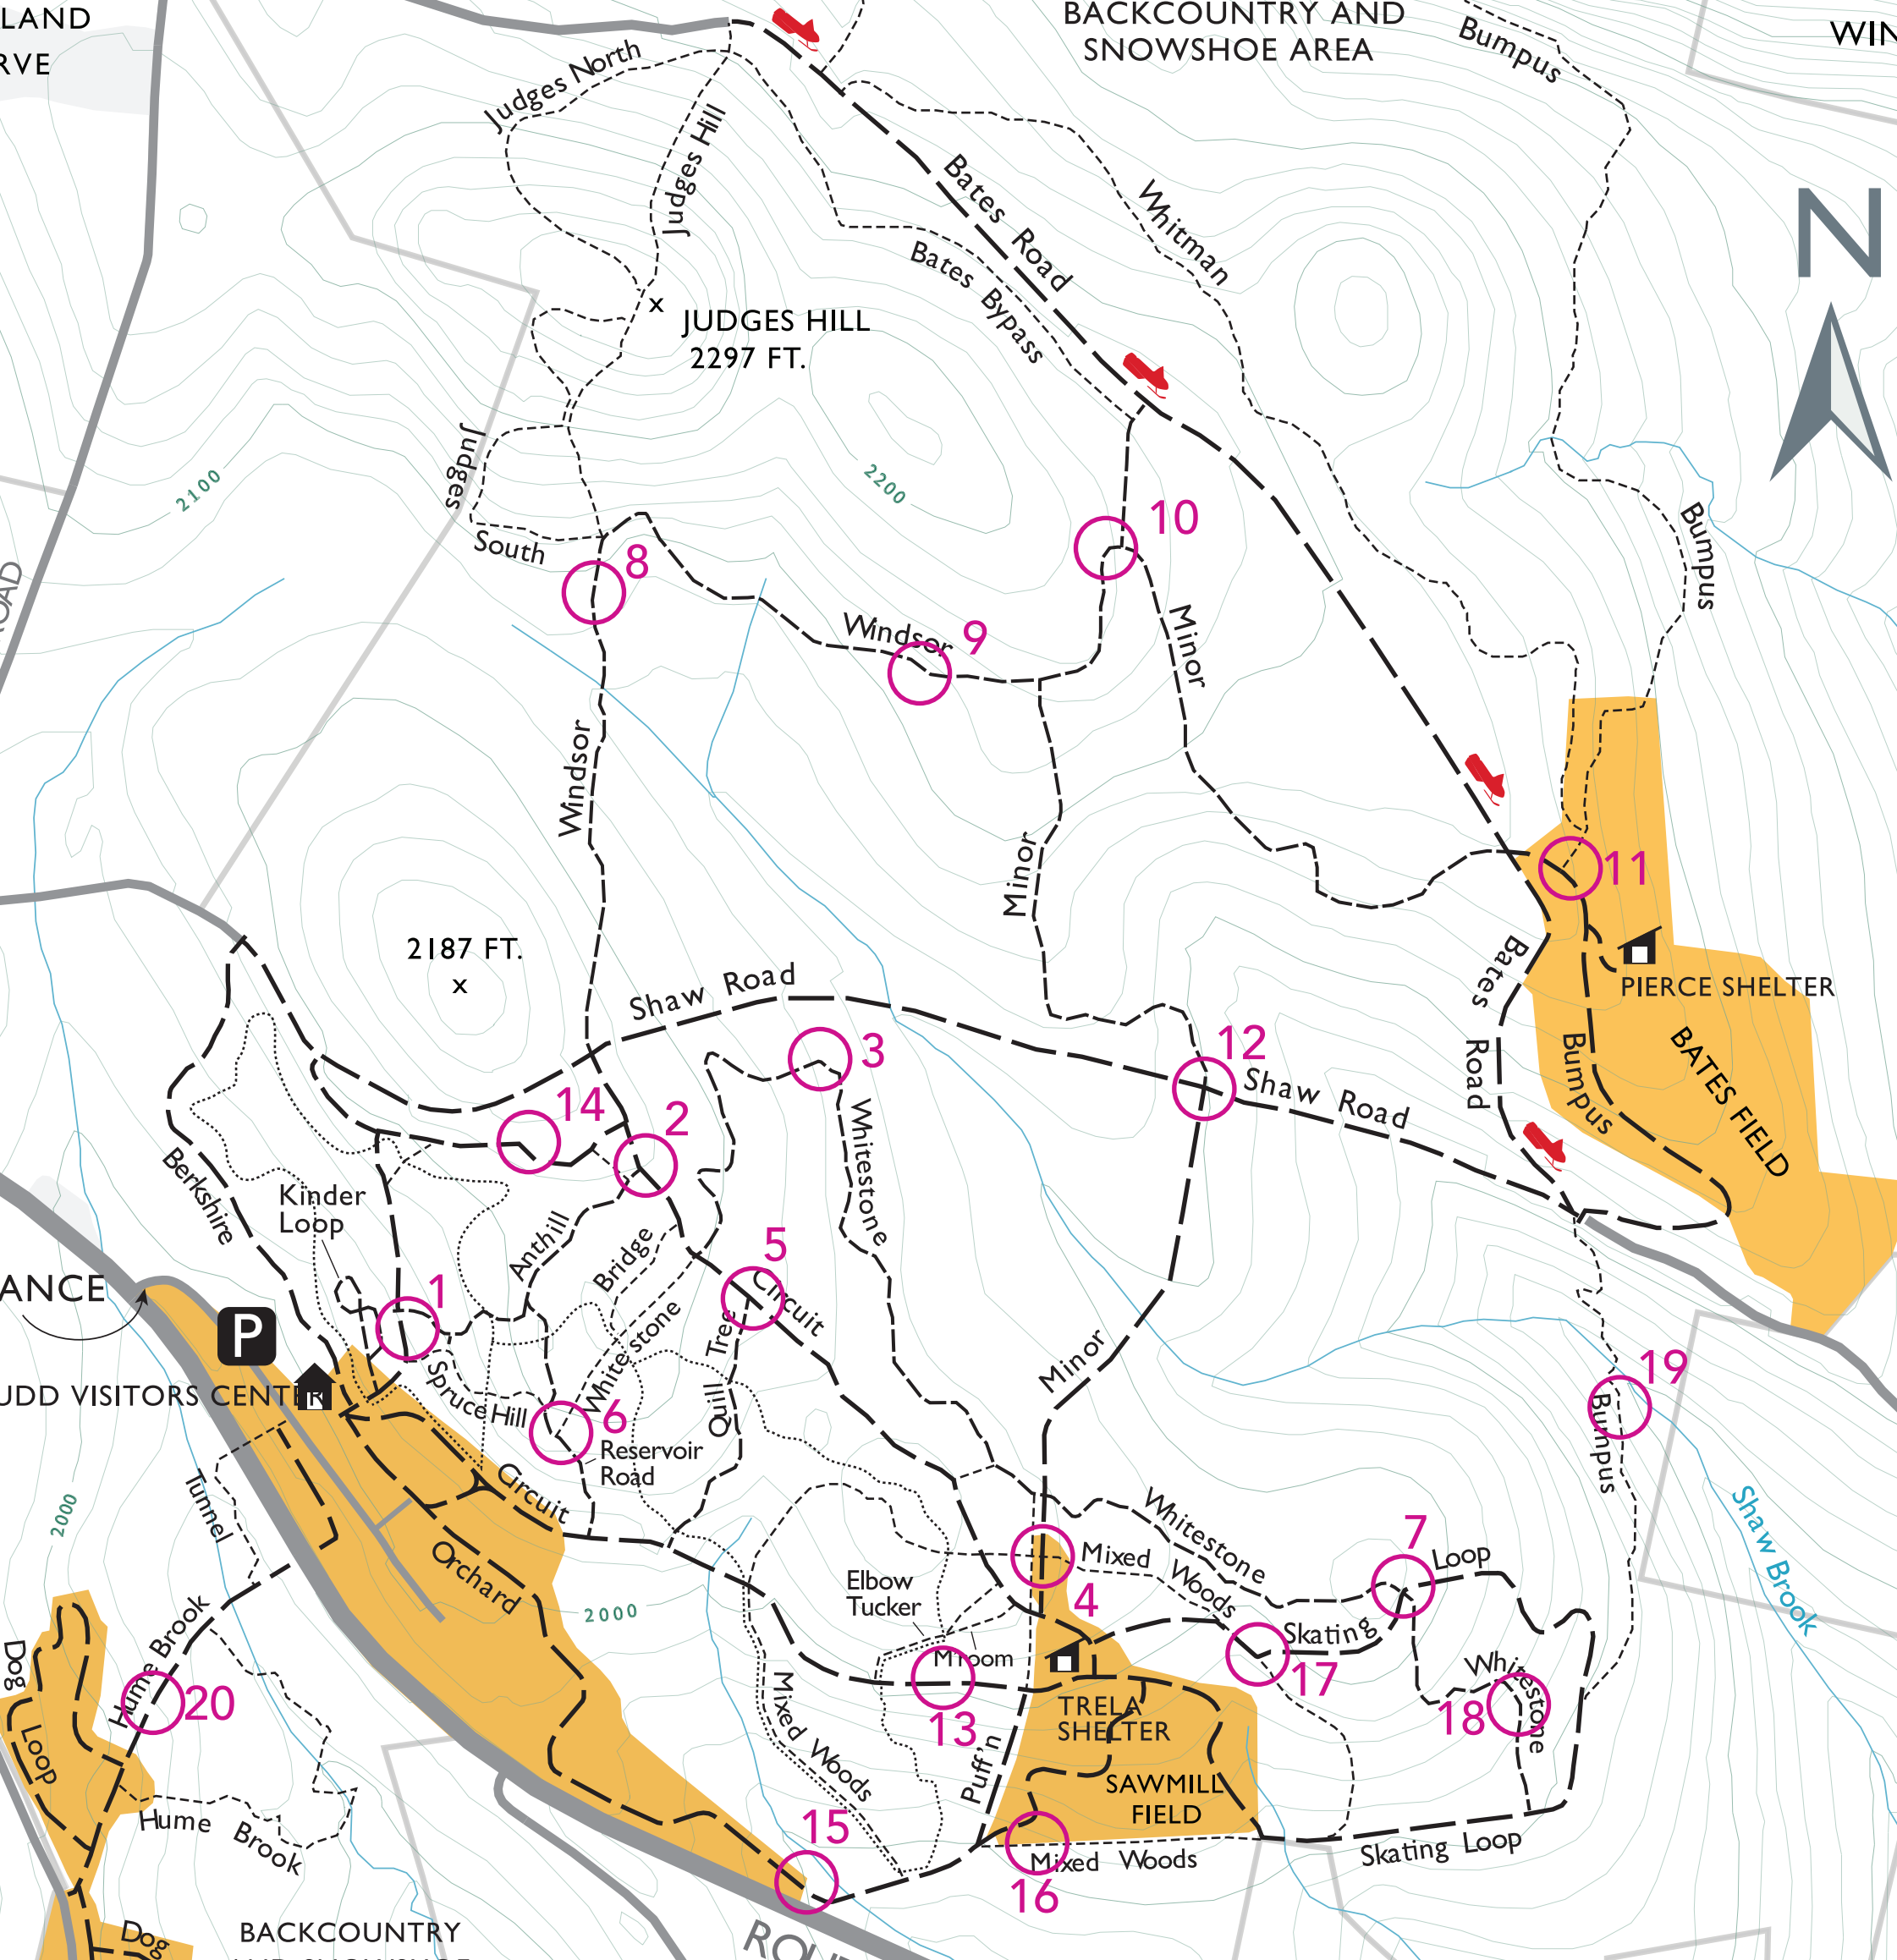 LAND
RVE
BACKCOUNTRY AND
SNOWSHOE AREA
Bumpus
WIN
Judges North
Judges Hill
Bates Road
Whitman
N
Bates Bypass
x
JUDGES HILL
2297 FT.
Judges
South
2100
2200
8
10
9
Windsor
Minor
Bumpus
OAD
Windsor
Minor
11
2187 FT.
x
Shaw Road
PIERCE SHELTER
Bates
Road
BATES FIELD
Bumpus
3
12
Shaw Road
14
2
Whitestone
Berkshire
Kinder
Loop
Anthill
Bridge
5
Circuit
ANCE
1
P
Whitestone
Quill Tree
Minor
UDD VISITORS CENTER
Spruce Hill
6
Reservoir
Road
19
Bumpus
Circuit
Tunnel
2000
Orchard
2000
Whitestone
Mixed
Woods
7
Loop
Shaw Brook
4
Elbow
Tucker
M'room
Skating
17
Dog
Loop
Hume Brook
20
13
TRELA
SHELTER
18
Whitestone
Mixed Woods
Puff'n
SAWMILL
FIELD
Hume
Brook
15
Mixed Woods
16
Skating Loop
Dog
BACKCOUNTRY
ROU